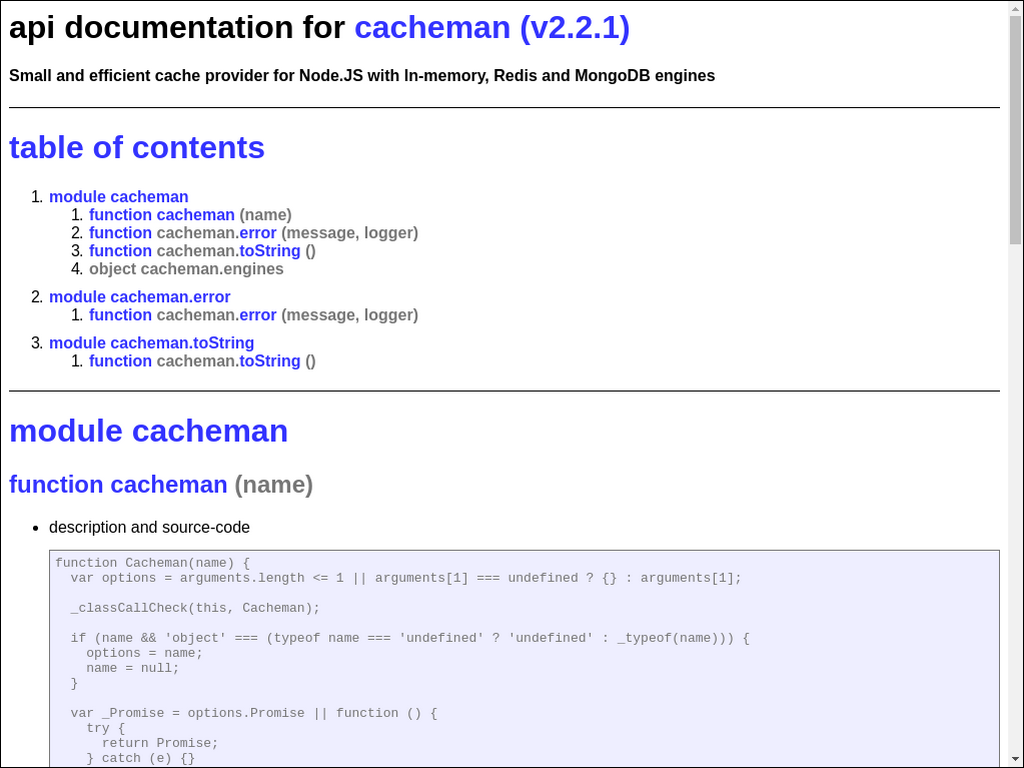 api documentation for cacheman (v2.2.1)
Small and efficient cache provider for Node.JS with In-memory, Redis and MongoDB engines
table of contents
1. module cacheman
1. function cacheman (name)
2. function cacheman.error (message, logger)
3. function cacheman.toString ()
4. object cacheman.engines
2. module cacheman.error
1. function cacheman.error (message, logger)
3. module cacheman.toString
1. function cacheman.toString ()
module cacheman
function cacheman (name)
• description and source-code
function Cacheman(name) {
  var options = arguments.length <= 1 || arguments[1] === undefined ? {} : arguments[1];
  _classCallCheck(this, Cacheman);
  if (name && 'object' === (typeof name === 'undefined' ? 'undefined' : _typeof(name))) {
    options = name;
    name = null;
  }
  var _Promise = options.Promise || function () {
    try {
      return Promise;
    } catch (e) {}